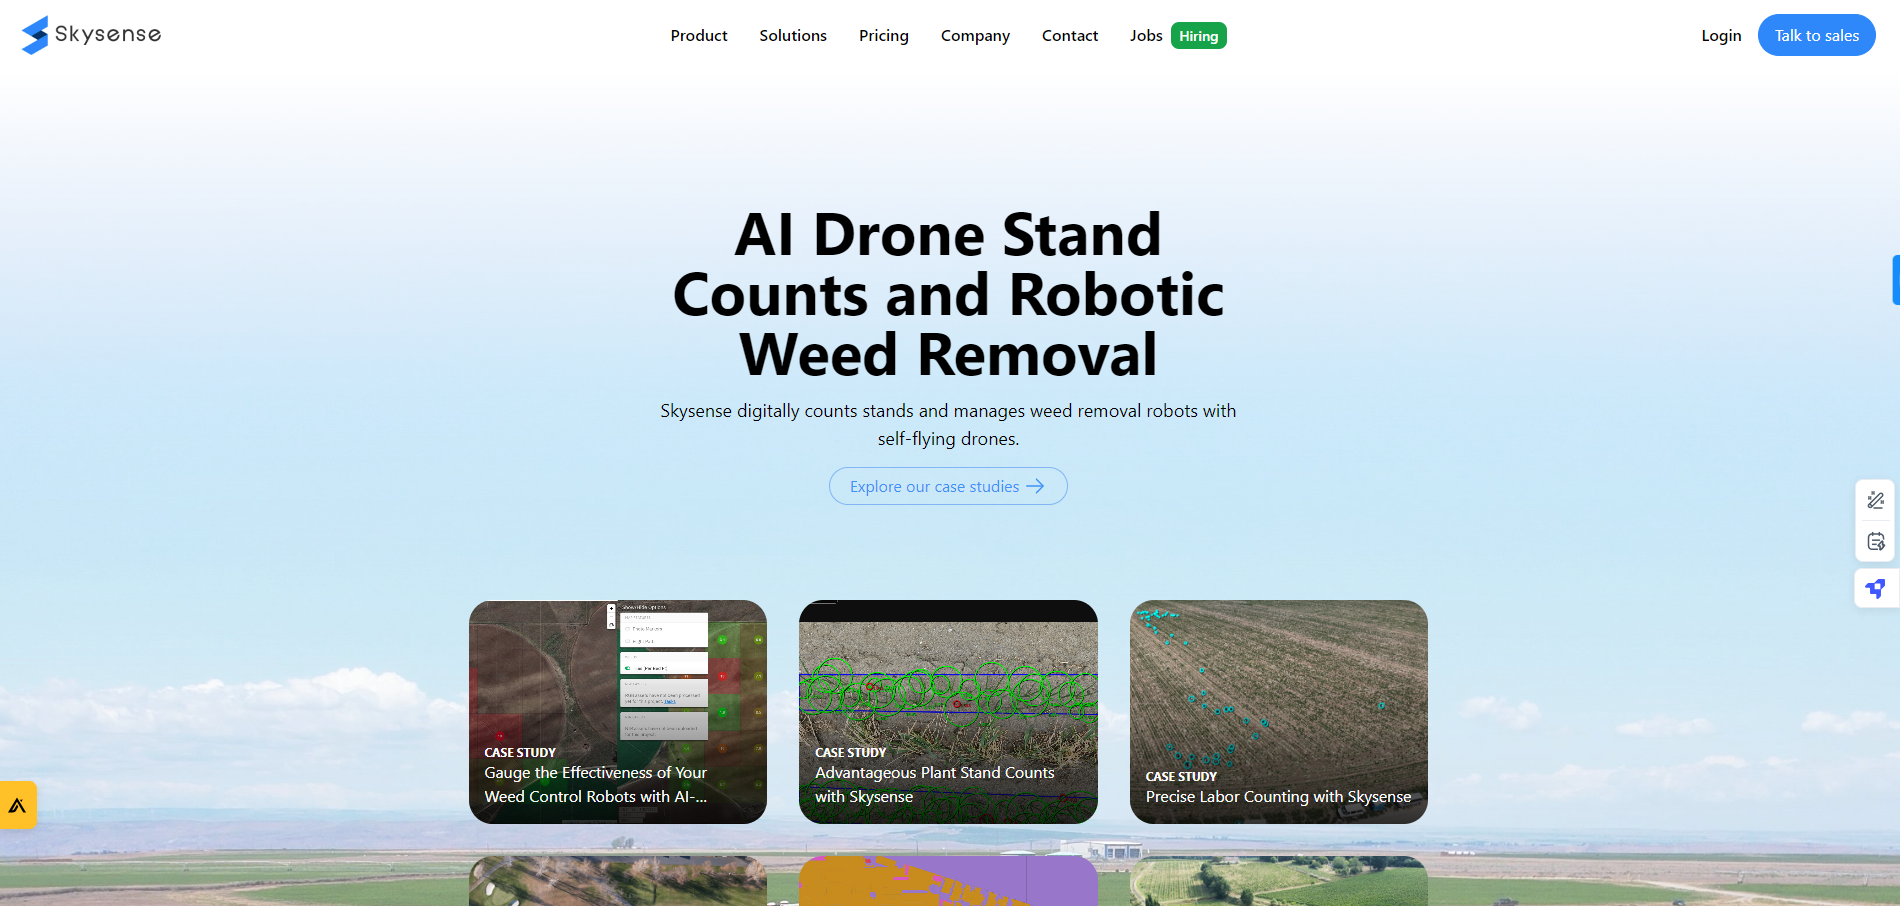 Skysense
Product
Solutions
Pricing
Company
Contact
Jobs
Hiring
Login
Talk to sales
AI Drone Stand
Counts and Robotic
Weed Removal
Skysense digitally counts stands and manages weed removal robots with
self-flying drones.
Explore our case studies
Show/Hide Options
CASE STUDY
Gauge the Effectiveness of Your
Weed Control Robots with AI-...
CASE STUDY
Advantageous Plant Stand Counts
with Skysense
CASE STUDY
Precise Labor Counting with Skysense